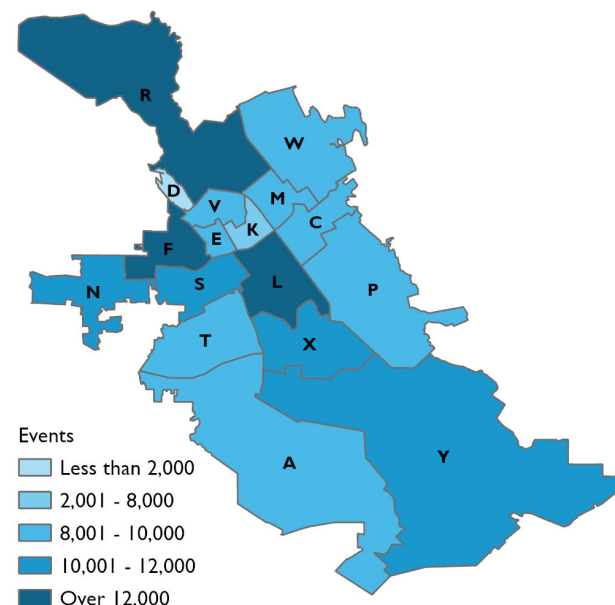 R
W
D
M
V
C
K
E
F
L
N
S
P
T
X
A
Y
Events
Less than 2,000
2,001 - 8,000
8,001 - 10,000
10,001 - 12,000
Over 12,000